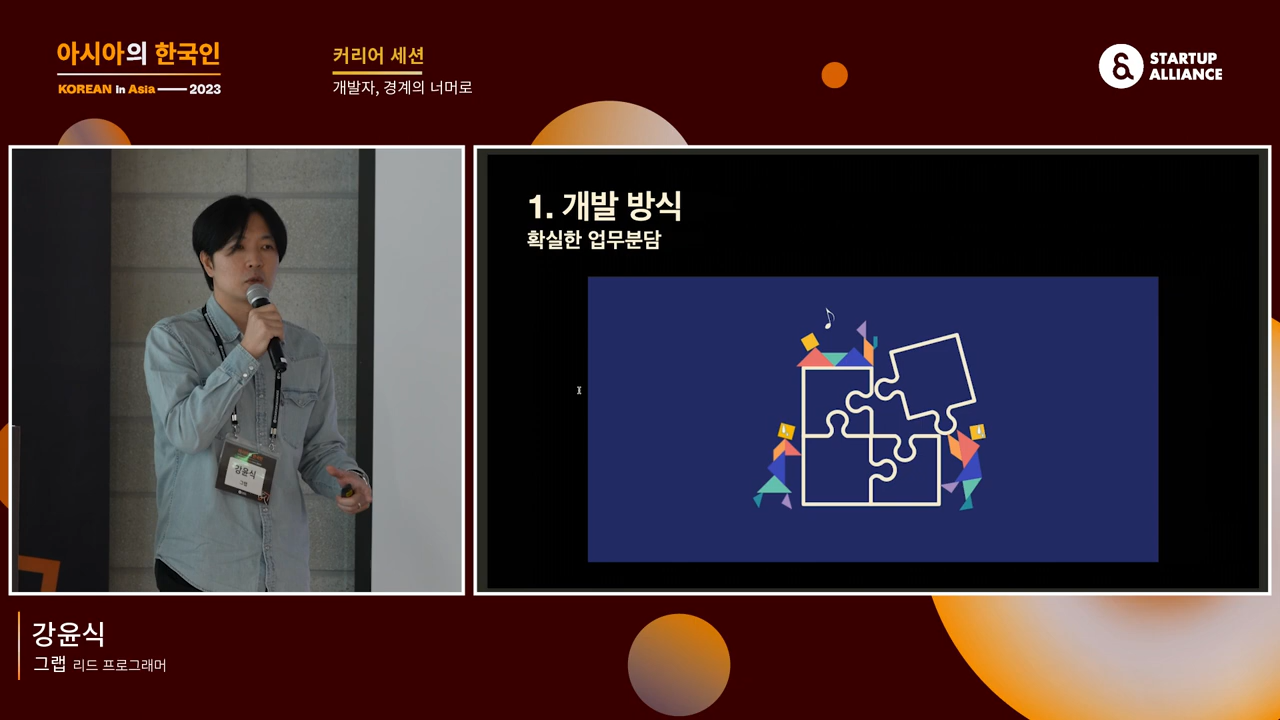 아시아의 한국인
KOREAN in Asia 2023
커리어 세션
개발자, 경계의 너머로
STARTUP
ALLIANCE
1. 개발 방식
확실한 업무분담
강윤식
그랩
강윤식
그랩 리드 프로그래머